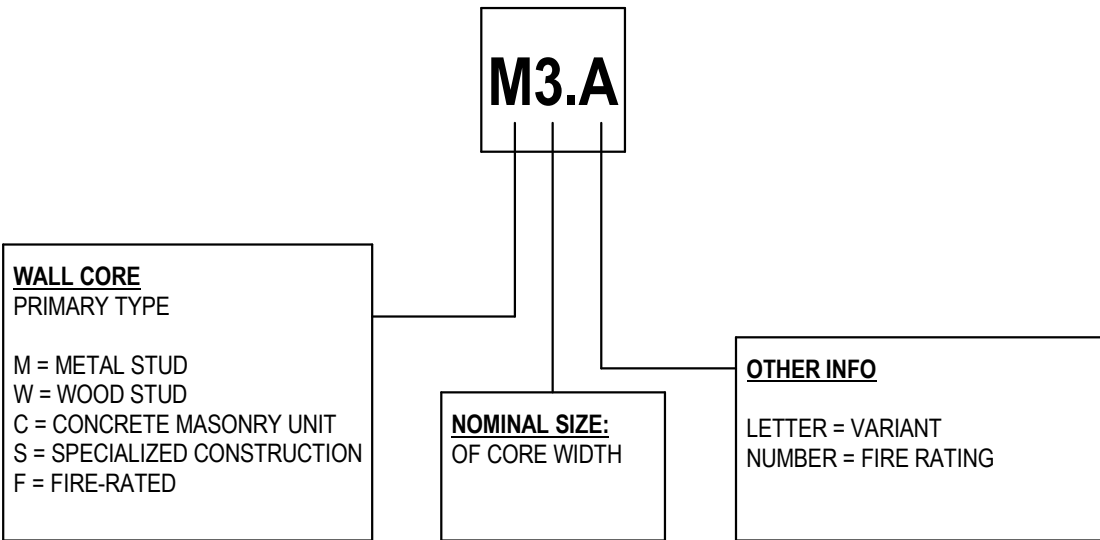 M3.A
WALL CORE
PRIMARY TYPE
M = METAL STUD
W = WOOD STUD
C = CONCRETE MASONRY UNIT
S = SPECIALIZED CONSTRUCTION
F = FIRE-RATED
NOMINAL SIZE:
OF CORE WIDTH
OTHER INFO
LETTER = VARIANT
NUMBER = FIRE RATING